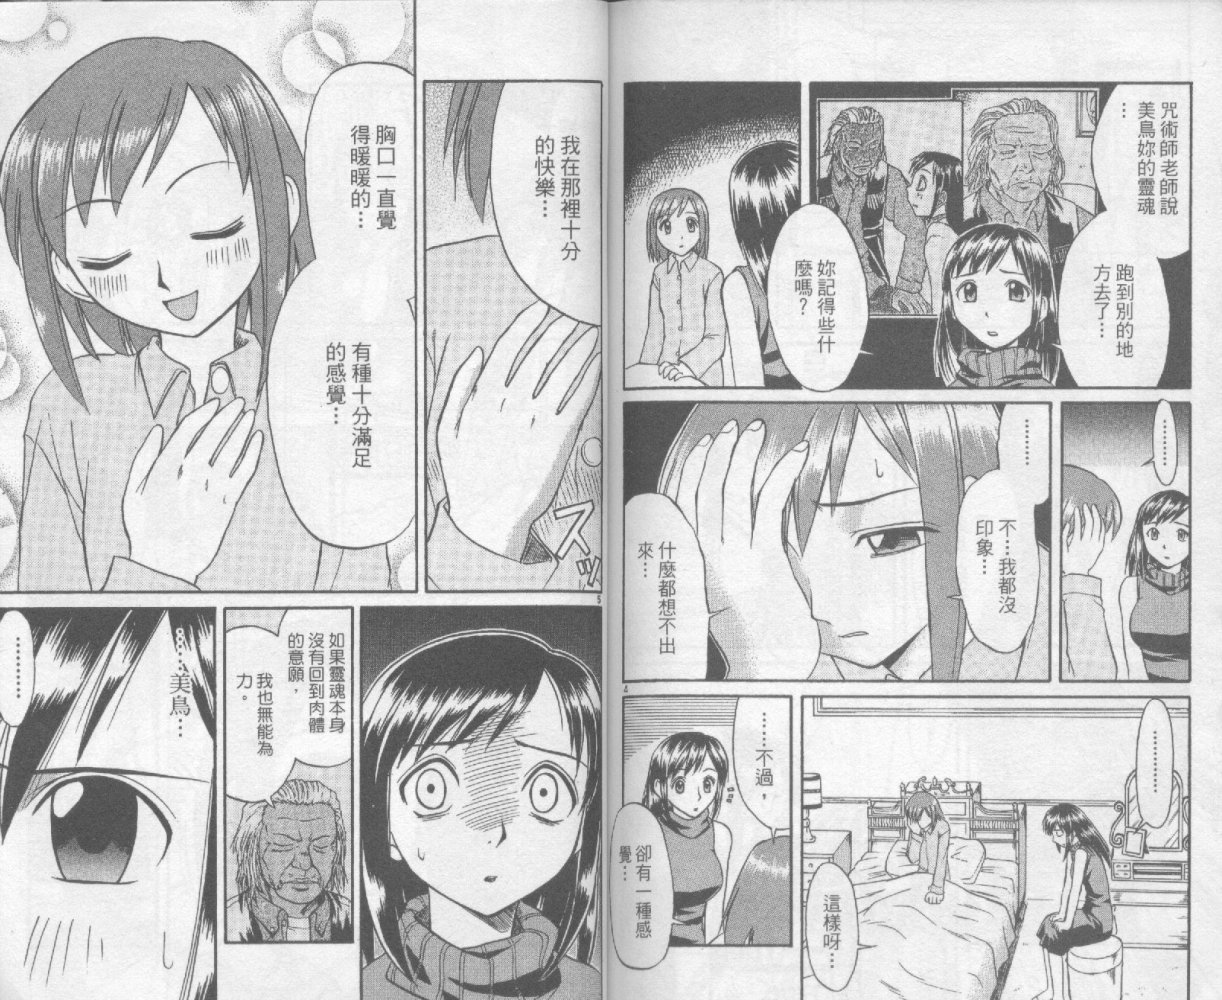 咒術師老師說
美鳥妳的靈魂
…
跑到別的地
方去了…
妳記得些什
麼嗎?
………
………
不…我都沒
印象…
什麼都想不出
來…
…………
這樣呀…
……不過，
卻有一種感
覺…
4
我在那裡十分
的快樂…
スッ
胸口一直覺
得暖暖的…
有種十分滿足
的感覺…
5
如果靈魂本身
沒有回到肉體
的意願，
我也無能為
力。
……美鳥…
…………